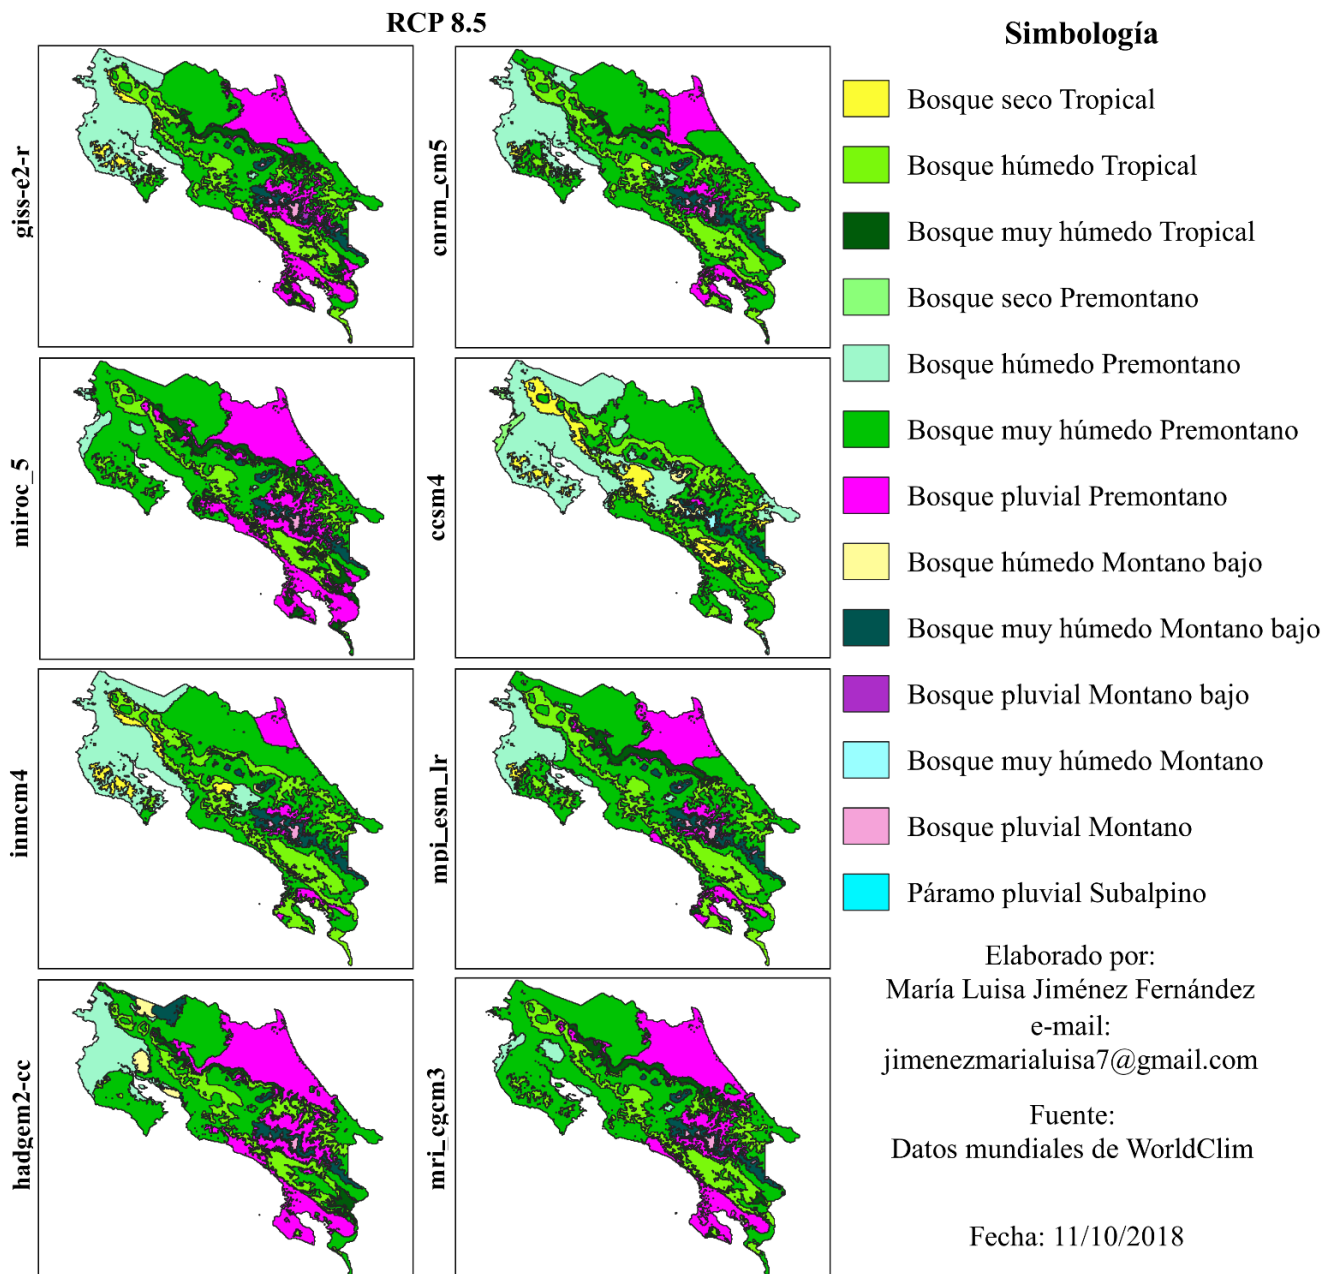 RCP 8.5
giss-e2-r
cnrm_cm5
miroc_5
ccsm4
inmcm4
mpi_esm_lr
hadgem2-cc
mri_cgcm3
Simbología
Bosque seco Tropical
Bosque húmedo Tropical
Bosque muy húmedo Tropical
Bosque seco Premontano
Bosque húmedo Premontano
Bosque muy húmedo Premontano
Bosque pluvial Premontano
Bosque húmedo Montano bajo
Bosque muy húmedo Montano bajo
Bosque pluvial Montano bajo
Bosque muy húmedo Montano
Bosque pluvial Montano
Páramo pluvial Subalpino
Elaborado por:
María Luisa Jiménez Fernández
e-mail:
jimenezmarialuisa7@gmail.com
Fuente:
Datos mundiales de WorldClim
Fecha: 11/10/2018